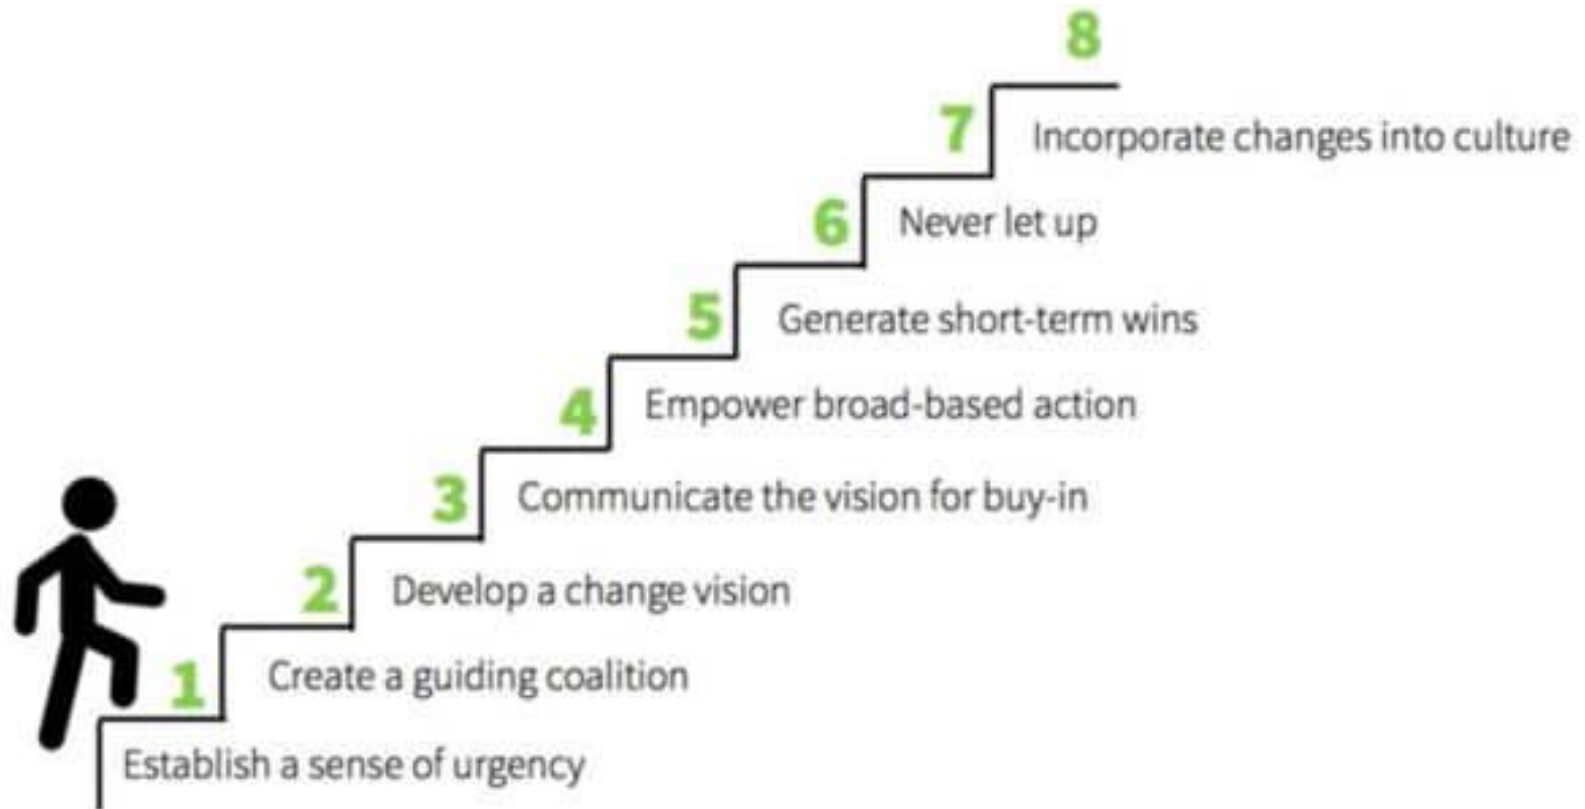 8
7
Incorporate changes into culture
6
Never let up
5
Generate short-term wins
4
Empower broad-based action
3
Communicate the vision for buy-in
2
Develop a change vision
1
Create a guiding coalition
Establish a sense of urgency